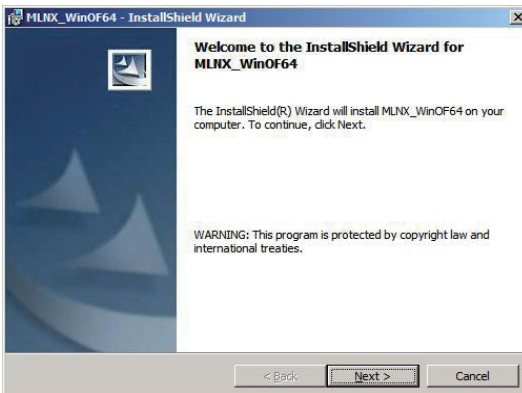 MLNX_WinOF64 - InstallShield Wizard
Welcome to the InstallShield Wizard for
MLNX_WinOF64
The InstallShield(R) Wizard will install MLNX_WinOF64 on your
computer. To continue, click Next.
WARNING: This program is protected by copyright law and
international treaties.
< Back Next > Cancel